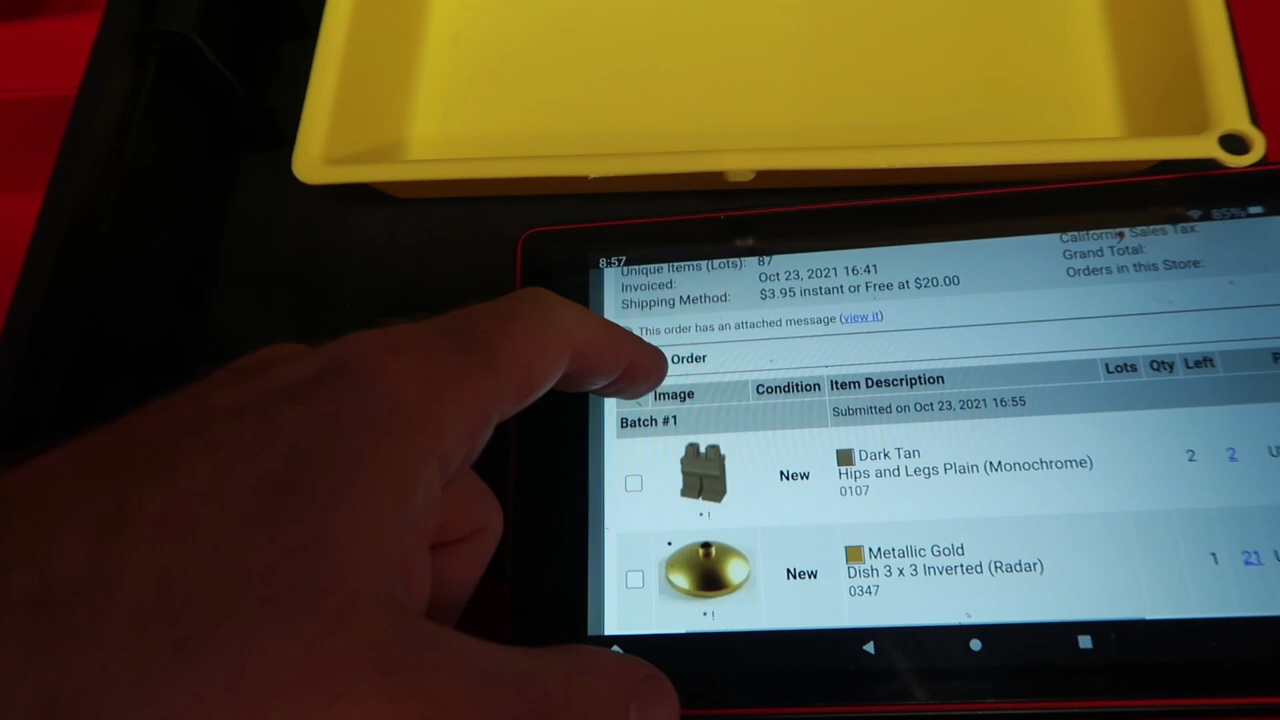 8:57
85%
Unique Items (Lots): 87
California Sales Tax:
Invoiced: Oct 23, 2021 16:41
Grand Total:
Shipping Method: $3.95 instant or Free at $20.00
Orders in this Store:
This order has an attached message (view it)
Order
Image Condition Item Description Lots Qty Left
Batch #1 Submitted on Oct 23, 2021 16:55
New Dark Tan 2 2
Hips and Legs Plain (Monochrome)
0107
* !
New Metallic Gold 1 21
Dish 3 x 3 Inverted (Radar)
0347
* !